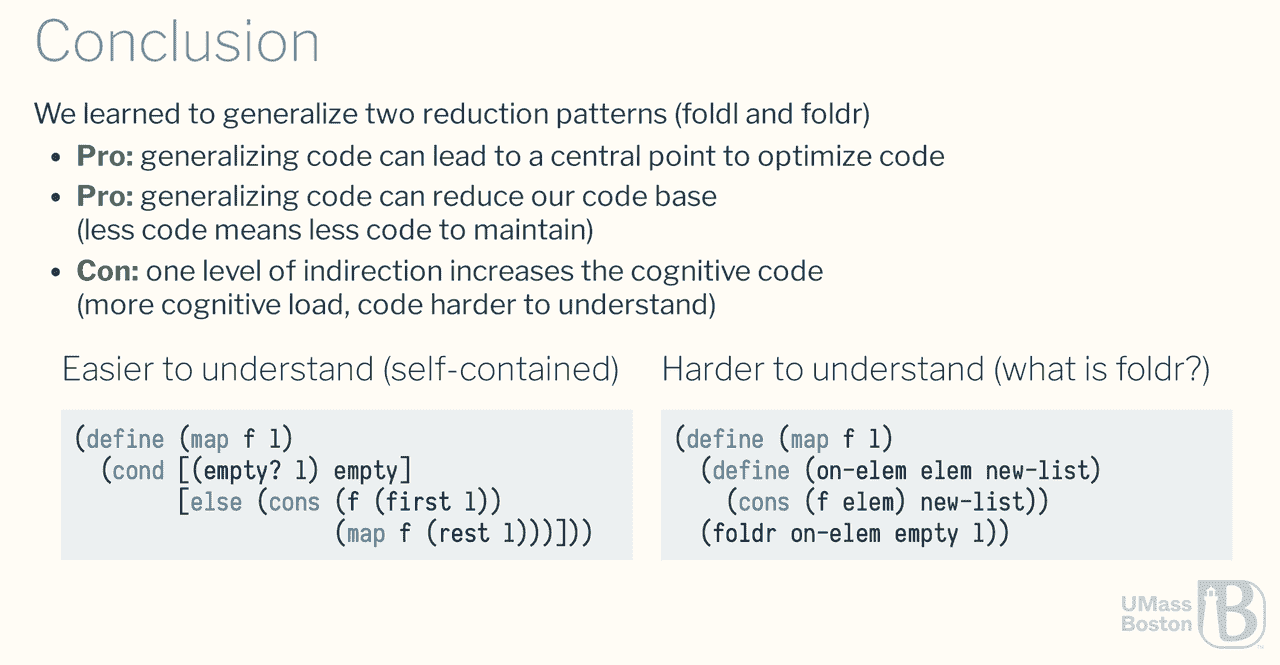 Conclusion
We learned to generalize two reduction patterns (foldl and foldr)
• Pro: generalizing code can lead to a central point to optimize code
• Pro: generalizing code can reduce our code base
(less code means less code to maintain)
• Con: one level of indirection increases the cognitive code
(more cognitive load, code harder to understand)
Easier to understand (self-contained)
(define (map f l)
  (cond [(empty? l) empty]
        [else (cons (f (first l))
                    (map f (rest l)))]))
Harder to understand (what is foldr?)
(define (map f l)
  (define (on-elem elem new-list)
    (cons (f elem) new-list))
  (foldr on-elem empty l))
UMass
Boston
B